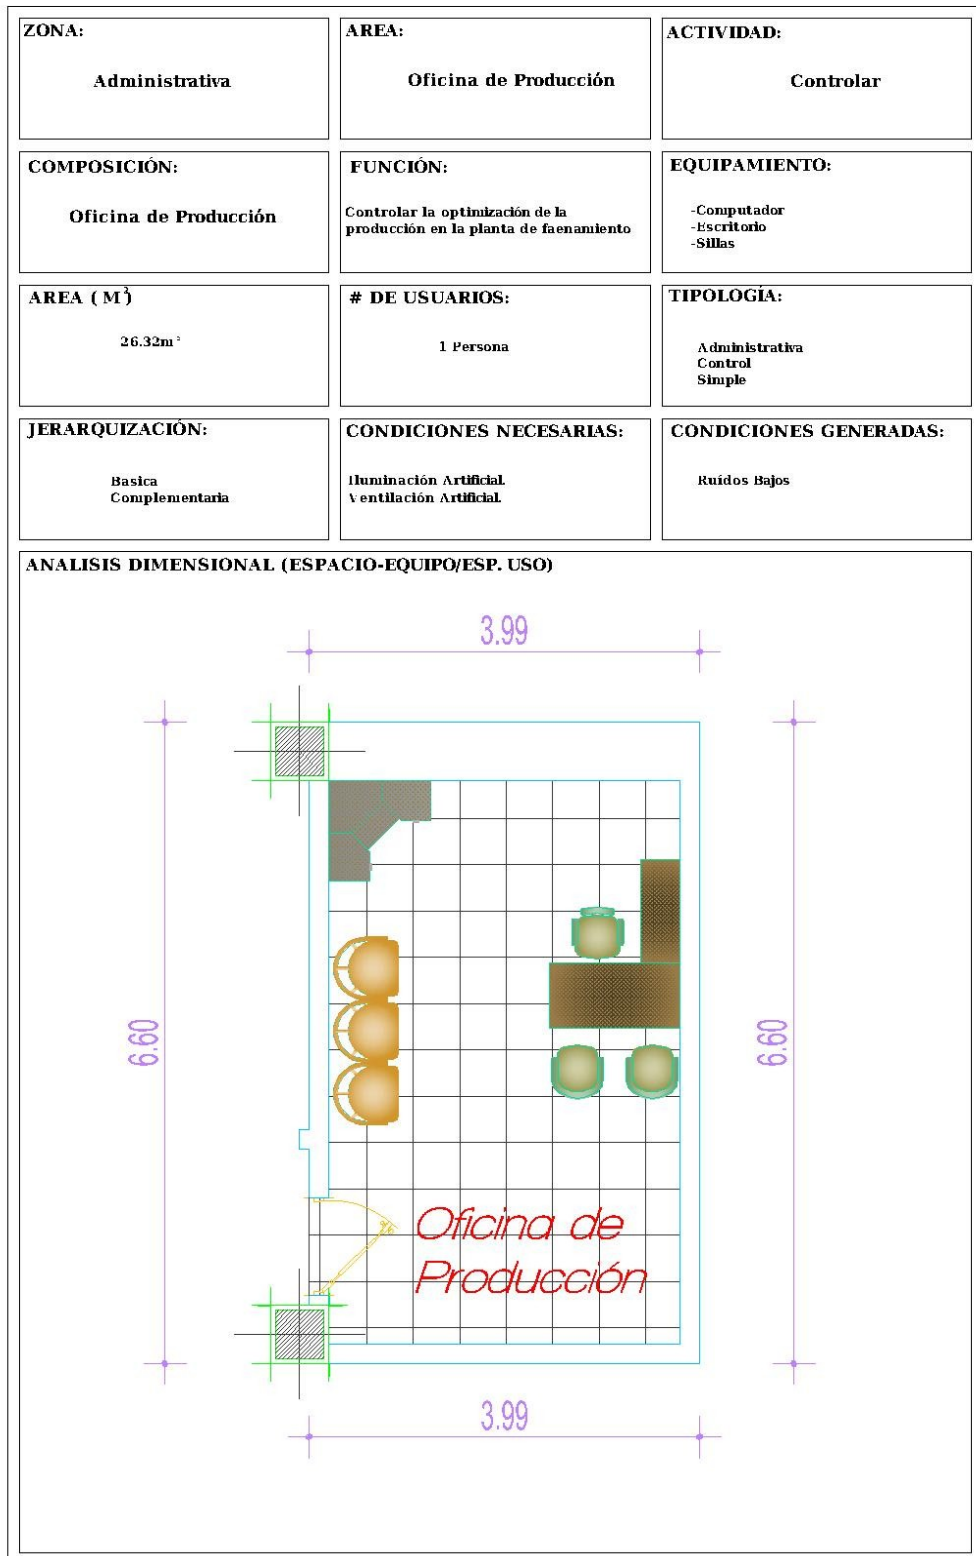 ZONA:
Administrativa
AREA:
Oficina de Producción
ACTIVIDAD:
Controlar
COMPOSICIÓN:
Oficina de Producción
FUNCIÓN:
Controlar la optimización de la
producción en la planta de faenamiento
EQUIPAMIENTO:
-Computador
-Escritorio
-Sillas
AREA ( M²)
26.32m²
# DE USUARIOS:
1 Persona
TIPOLOGÍA:
Administrativa
Control
Simple
JERARQUIZACIÓN:
Basica
Complementaria
CONDICIONES NECESARIAS:
Iluminación Artificial.
Ventilación Artificial.
CONDICIONES GENERADAS:
Ruídos Bajos
ANALISIS DIMENSIONAL (ESPACIO-EQUIPO/ESP. USO)
3.99
6.60
6.60
Oficina de
Producción
3.99